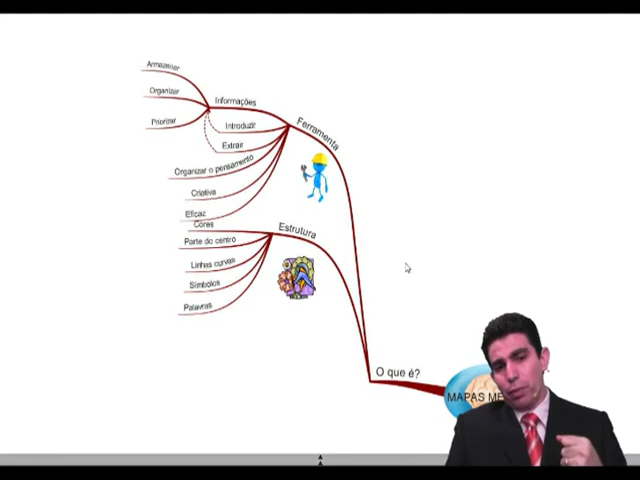 Armazenar
Organizar
Priorizar
Informações
Introduzir
Extrair
Organizar o pensamento
Criativa
Eficaz
Ferramenta
Cores
Parte do centro
Linhas curvas
Símbolos
Palavras
Estrutura
O que é?
MAPAS ME